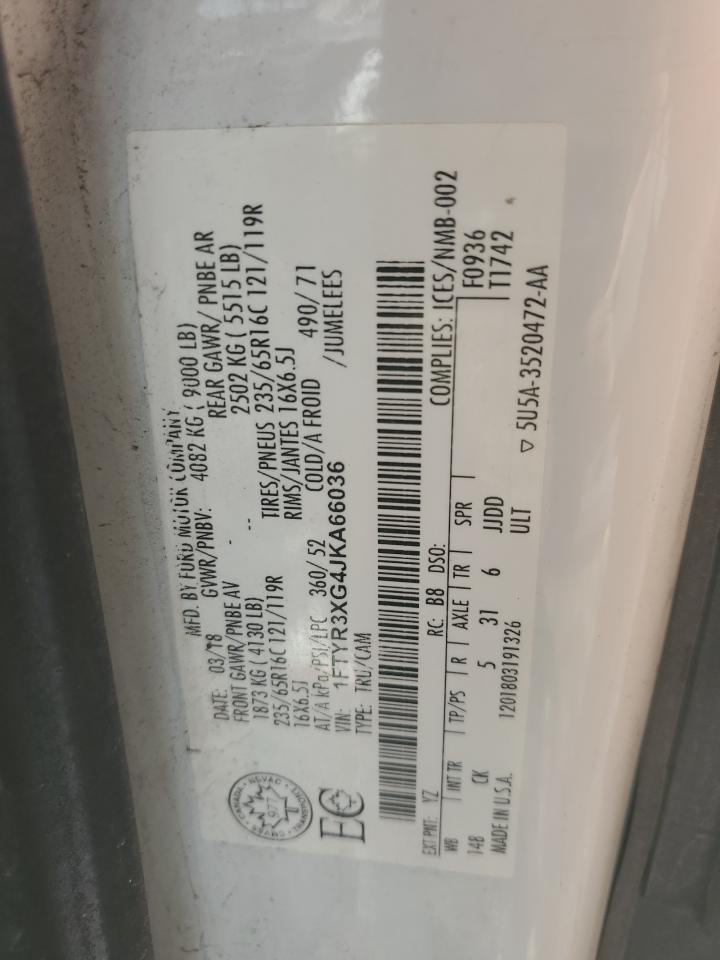 MFD. BY FORD MOTOR COMPANY
DATE: 03/18 GVWR/PNBV: 4082 KG ( 9000 LB)
FRONT GAWR/PNBE AV REAR GAWR/ PNBE AR
1873 KG ( 4130 LB) - 2502 KG ( 5515 LB)
235/65R16C 121/119R -- TIRES/PNEUS 235/65R16C 121/119R
16X6.5J RIMS/JANTES 16X6.5J
AT/A kPa/PSI/LPC 360/ 52 COLD/A FROID 490/ 71
VIN: 1FTYR3XG4JKA66036 /JUMELEES
TYPE: TRU/CAM
CANADA NSVAC
977
TRANSPORT
EC
EXT PNT: YZ RC: B8 DSO: COMPLIES: ICES/NMB-002
WB INT TR TP/PS R AXLE TR SPR F0936
148 CK 5 31 6 JJDD T1742
MADE IN U.S.A. 1201803191326 ULT
▽ 5U5A-3520472-AA